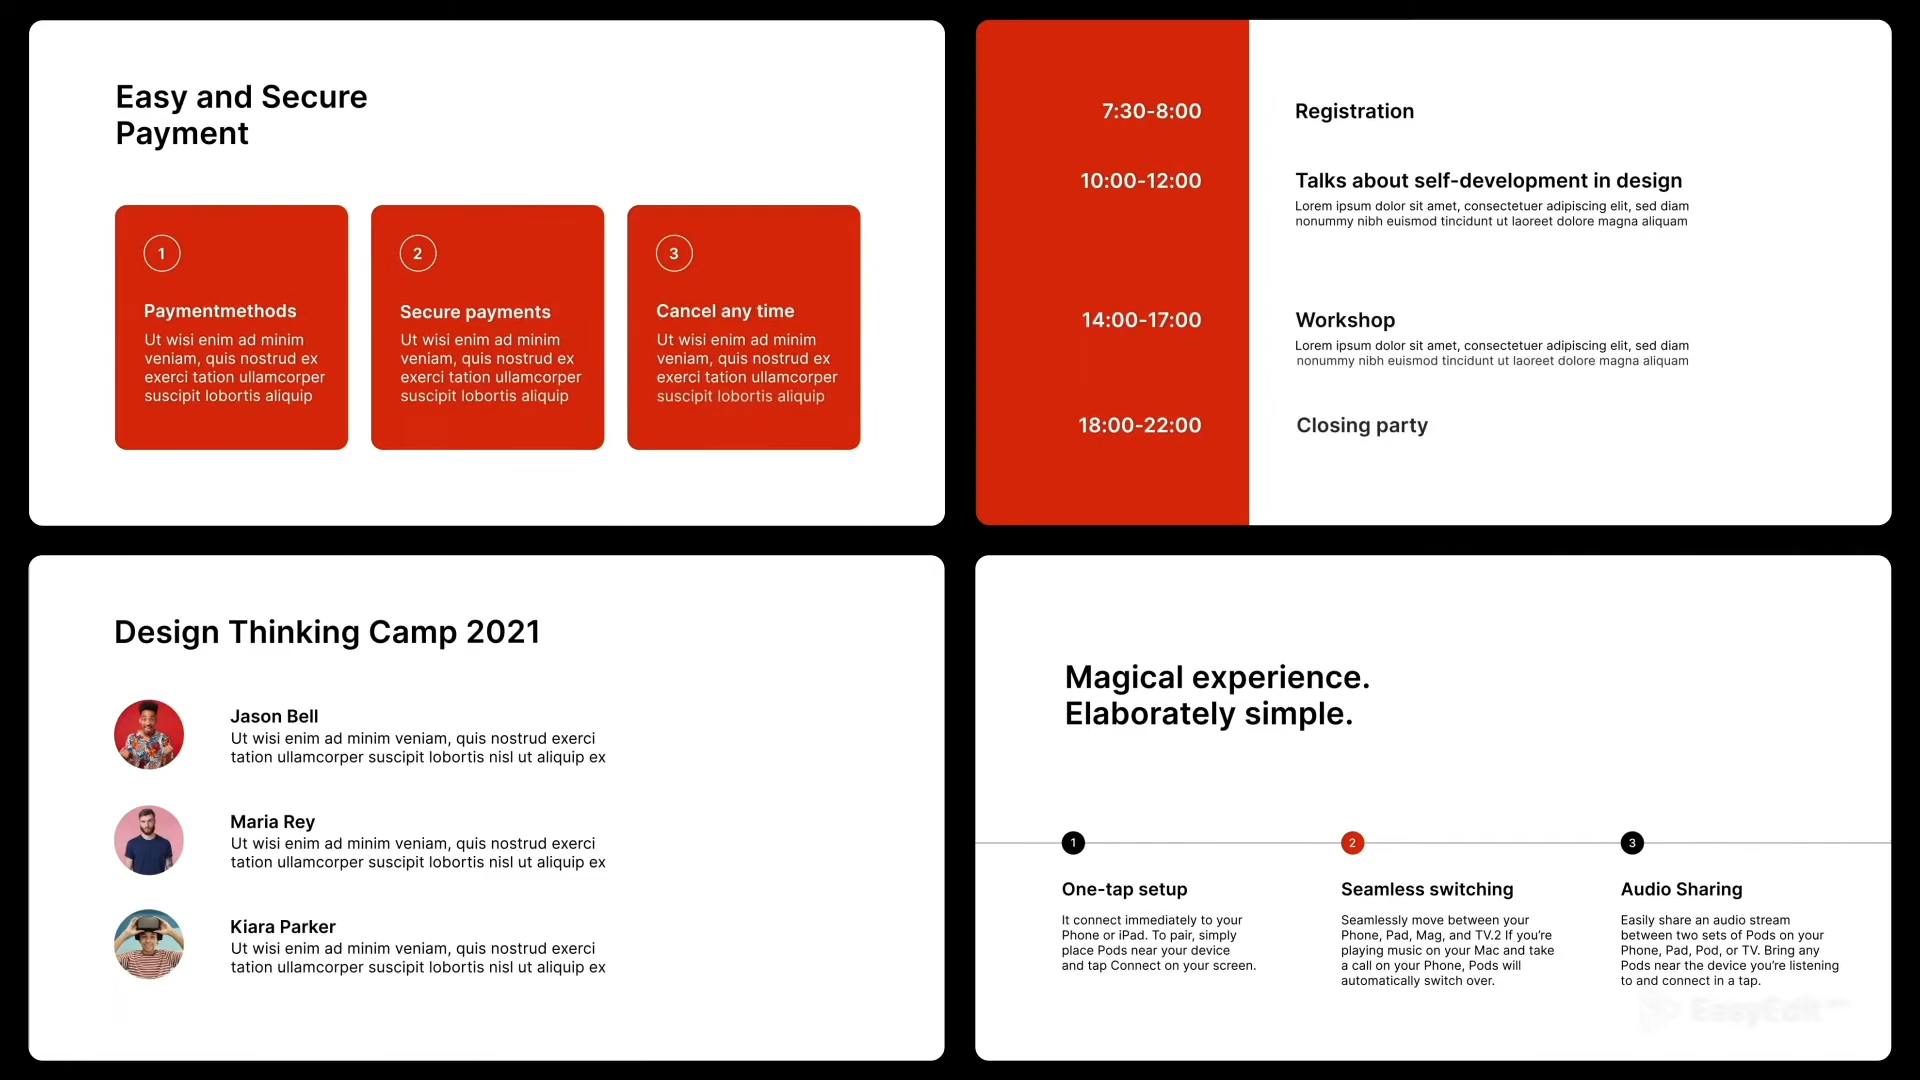 Easy and Secure
Payment
1
Paymentmethods
Ut wisi enim ad minim
veniam, quis nostrud ex
exerci tation ullamcorper
suscipit lobortis aliquip
2
Secure payments
Ut wisi enim ad minim
veniam, quis nostrud ex
exerci tation ullamcorper
suscipit lobortis aliquip
3
Cancel any time
Ut wisi enim ad minim
veniam, quis nostrud ex
exerci tation ullamcorper
suscipit lobortis aliquip
7:30-8:00
Registration
10:00-12:00
Talks about self-development in design
Lorem ipsum dolor sit amet, consectetuer adipiscing elit, sed diam
nonummy nibh euismod tincidunt ut laoreet dolore magna aliquam
14:00-17:00
Workshop
Lorem ipsum dolor sit amet, consectetuer adipiscing elit, sed diam
nonummy nibh euismod tincidunt ut laoreet dolore magna aliquam
18:00-22:00
Closing party
Design Thinking Camp 2021
Jason Bell
Ut wisi enim ad minim veniam, quis nostrud exerci
tation ullamcorper suscipit lobortis nisl ut aliquip ex
Maria Rey
Ut wisi enim ad minim veniam, quis nostrud exerci
tation ullamcorper suscipit lobortis nisl ut aliquip ex
Kiara Parker
Ut wisi enim ad minim veniam, quis nostrud exerci
tation ullamcorper suscipit lobortis nisl ut aliquip ex
Magical experience.
Elaborately simple.
1
One-tap setup
It connect immediately to your
Phone or iPad. To pair, simply
place Pods near your device
and tap Connect on your screen.
2
Seamless switching
Seamlessly move between your
Phone, Pad, Mag, and TV.2 If you’re
playing music on your Mac and take
a call on your Phone, Pods will
automatically switch over.
3
Audio Sharing
Easily share an audio stream
between two sets of Pods on your
Phone, Pad, Pod, or TV. Bring any
Pods near the device you’re listening
to and connect in a tap.
EasyEdit